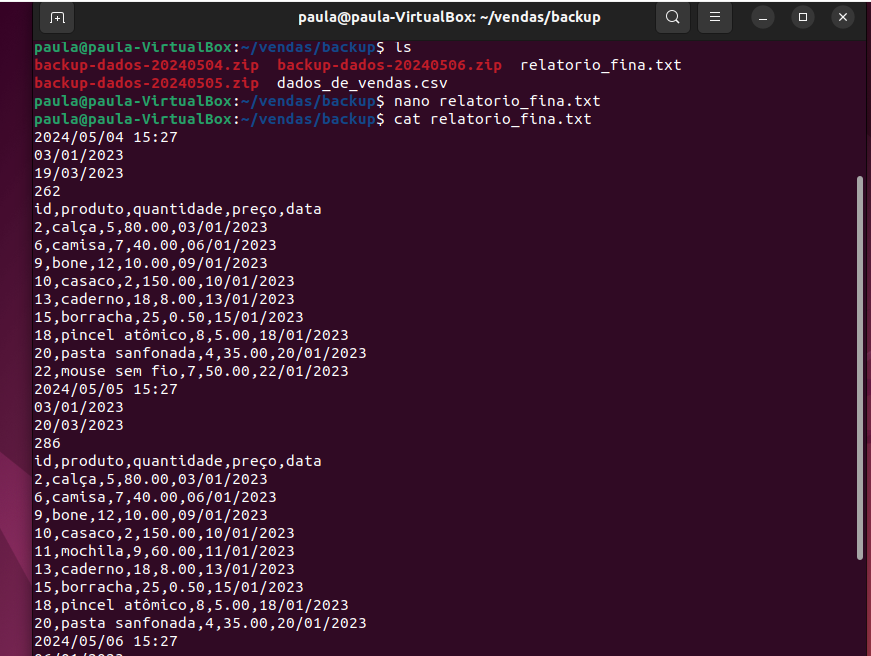 paula@paula-VirtualBox: ~/vendas/backup
paula@paula-VirtualBox:~/vendas/backup$ ls
backup-dados-20240504.zip  backup-dados-20240506.zip  relatorio_fina.txt
backup-dados-20240505.zip  dados_de_vendas.csv
paula@paula-VirtualBox:~/vendas/backup$ nano relatorio_fina.txt
paula@paula-VirtualBox:~/vendas/backup$ cat relatorio_fina.txt
2024/05/04 15:27
03/01/2023
19/03/2023
262
id,produto,quantidade,preço,data
2,calça,5,80.00,03/01/2023
6,camisa,7,40.00,06/01/2023
9,bone,12,10.00,09/01/2023
10,casaco,2,150.00,10/01/2023
13,caderno,18,8.00,13/01/2023
15,borracha,25,0.50,15/01/2023
18,pincel atômico,8,5.00,18/01/2023
20,pasta sanfonada,4,35.00,20/01/2023
22,mouse sem fio,7,50.00,22/01/2023
2024/05/05 15:27
03/01/2023
20/03/2023
286
id,produto,quantidade,preço,data
2,calça,5,80.00,03/01/2023
6,camisa,7,40.00,06/01/2023
9,bone,12,10.00,09/01/2023
10,casaco,2,150.00,10/01/2023
11,mochila,9,60.00,11/01/2023
13,caderno,18,8.00,13/01/2023
15,borracha,25,0.50,15/01/2023
18,pincel atômico,8,5.00,18/01/2023
20,pasta sanfonada,4,35.00,20/01/2023
2024/05/06 15:27